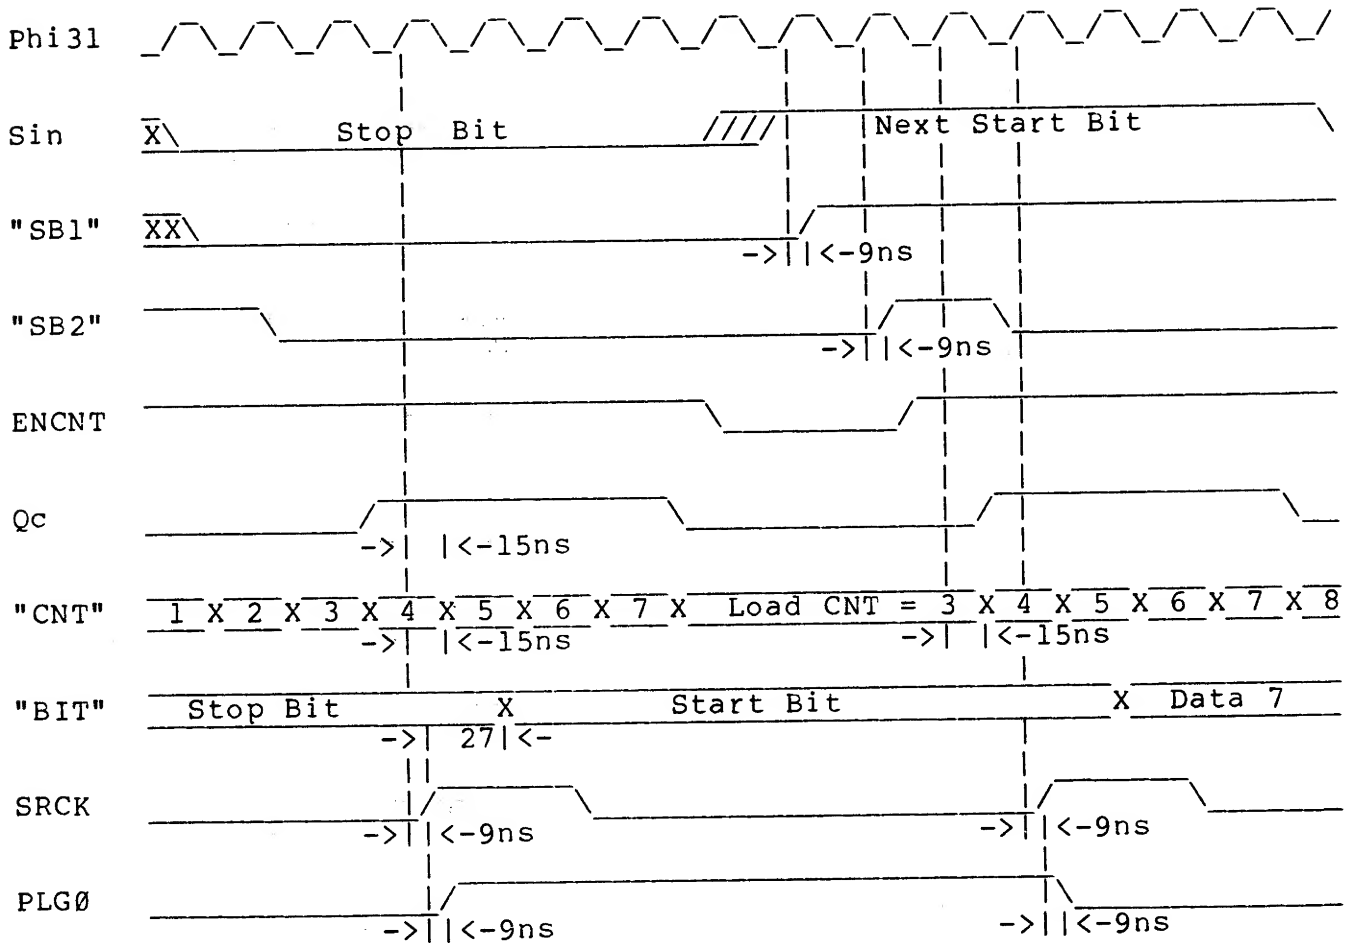 Phi31
Sin X Stop Bit Next Start Bit
"SB1" XX
->| |<-9ns
"SB2"
->| |<-9ns
ENCNT
Qc
->| |<-15ns
"CNT" 1 X 2 X 3 X 4 X 5 X 6 X 7 X Load CNT = 3 X 4 X 5 X 6 X 7 X 8
->| |<-15ns ->| |<-15ns
"BIT" Stop Bit X Start Bit X Data 7
->| 27|<-
SRCK
->| |<-9ns ->| |<-9ns
PLGØ
->| |<-9ns ->| |<-9ns